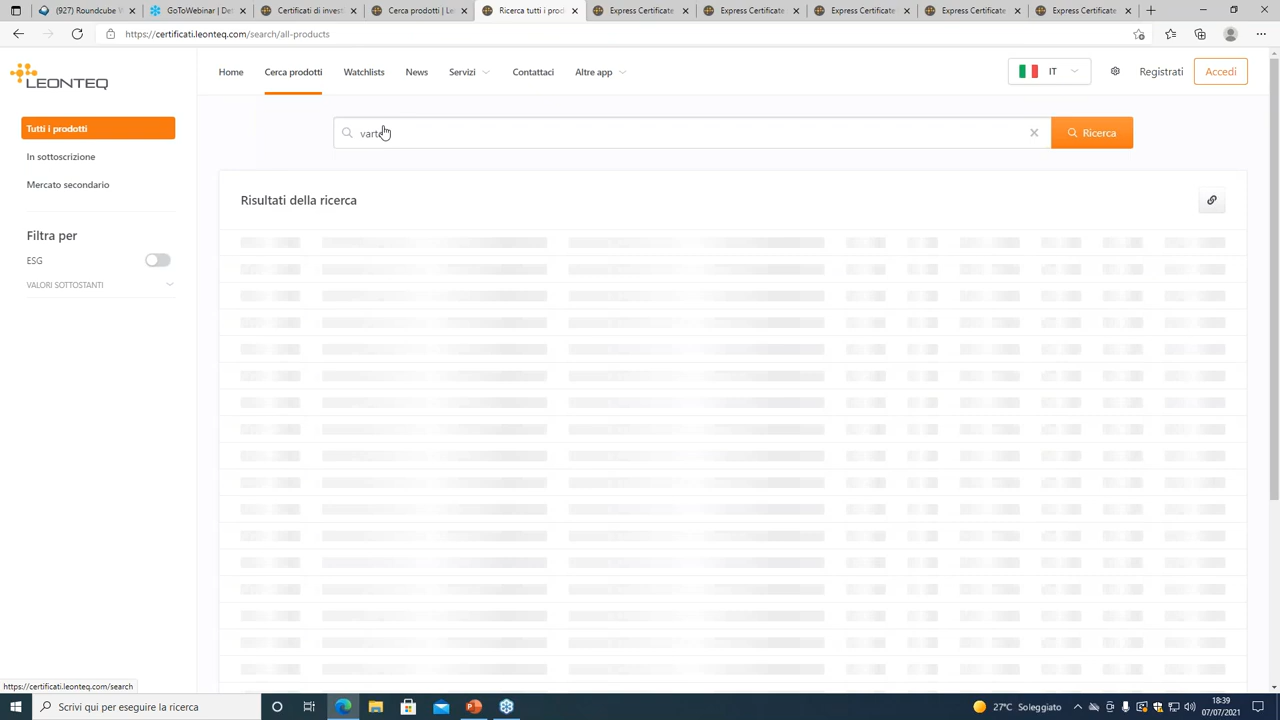 (927) Roundcube W
GoToWebinar | Des
Certificati di invest
Cerca prodotti | Leo
Ricerca tutti i prod
Express Certificate
Express Certificate
Express Certificate
Express Certificate
Express Certificate
https://certificati.leonteq.com/search/all-products
LEONTEQ
Home Cerca prodotti Watchlists News Servizi Contattaci Altre app IT Registrati Accedi
Tutti i prodotti
In sottoscrizione
Mercato secondario
Filtra per
ESG
VALORI SOTTOSTANTI
Ricerca
Risultati della ricerca
https://certificati.leonteq.com/search
Scrivi qui per eseguire la ricerca
27°C Soleggiato
18:39
07/07/2021